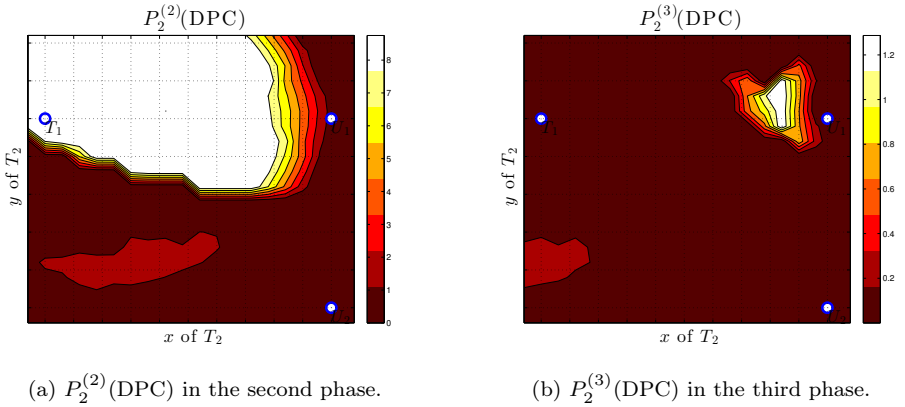 P_2^{(2)}(DPC)
8
7
6
5
4
3
2
1
0
T_1
y of T_2
x of T_2
P_2^{(3)}(DPC)
1.2
1
0.8
0.6
0.4
0.2
T_1
y of T_2
x of T_2
(a) P_2^{(2)}(DPC) in the second phase.
(b) P_2^{(3)}(DPC) in the third phase.